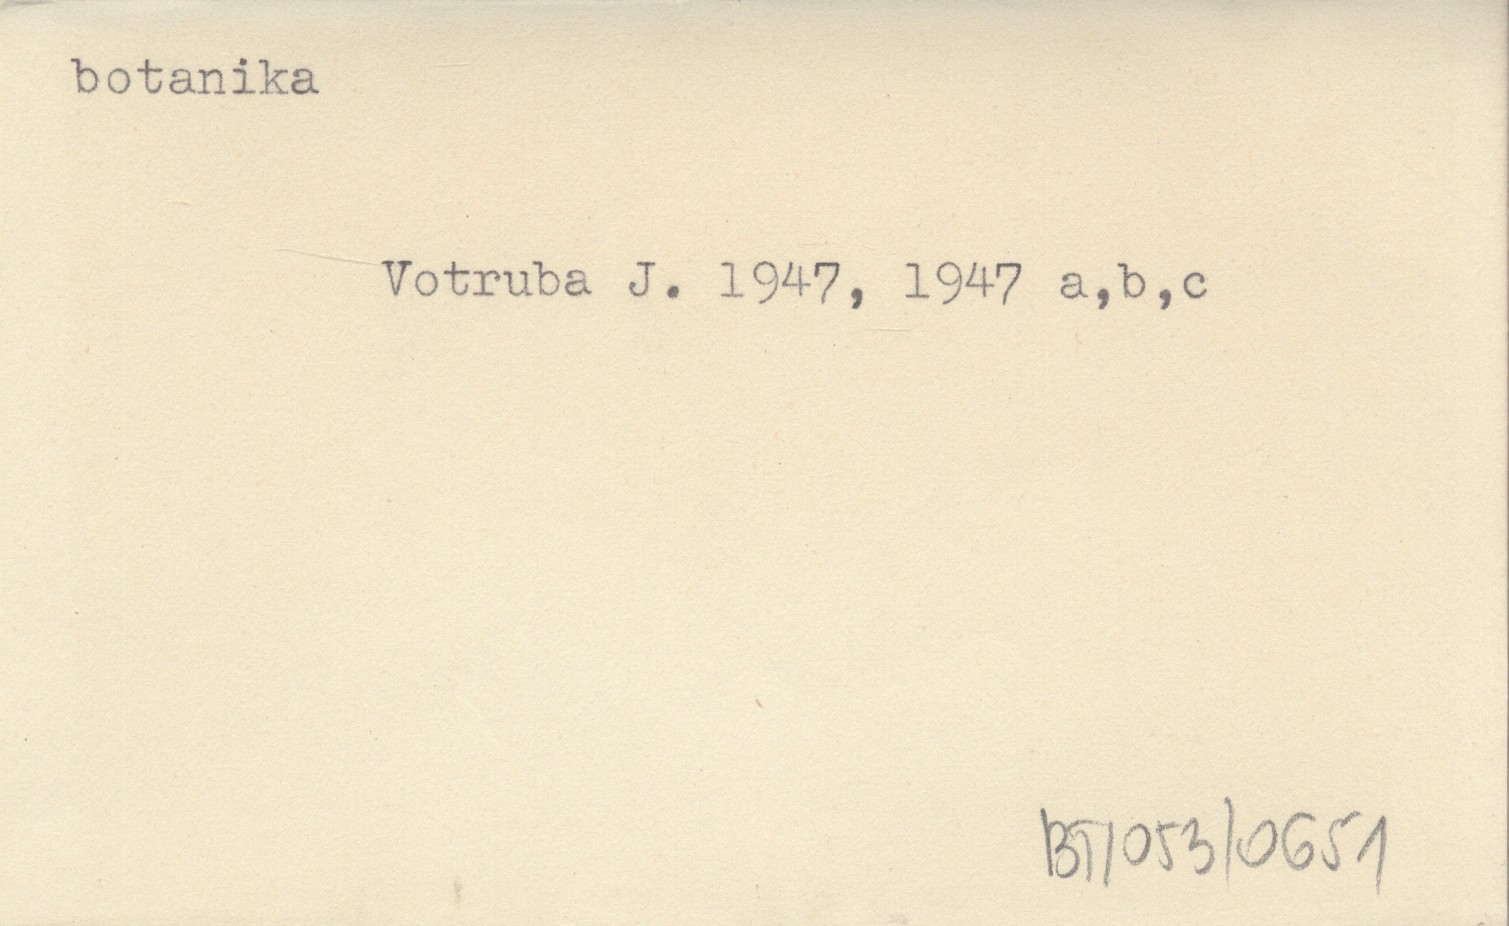 botanika
Votruba J. 1947, 1947 a,b,c
BT/053/0651